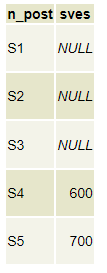 n_post sves
S1 NULL
S2 NULL
S3 NULL
S4 600
S5 700